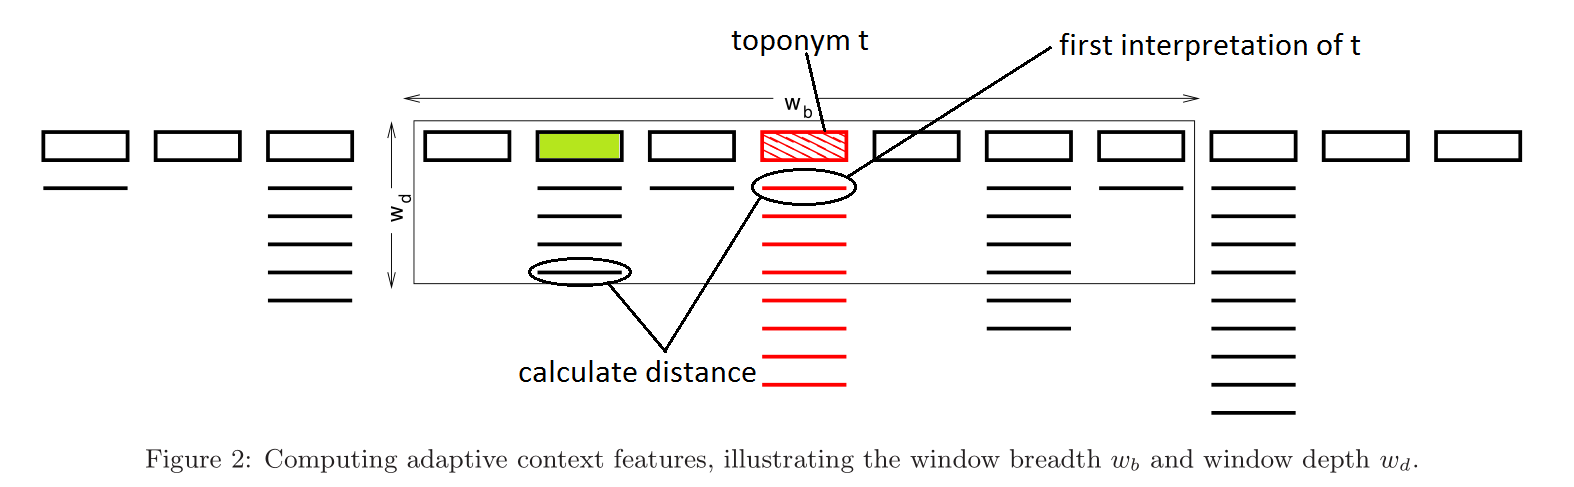 toponym t
first interpretation of t
w_b
w_d
calculate distance
Figure 2: Computing adaptive context features, illustrating the window breadth w_b and window depth w_d.